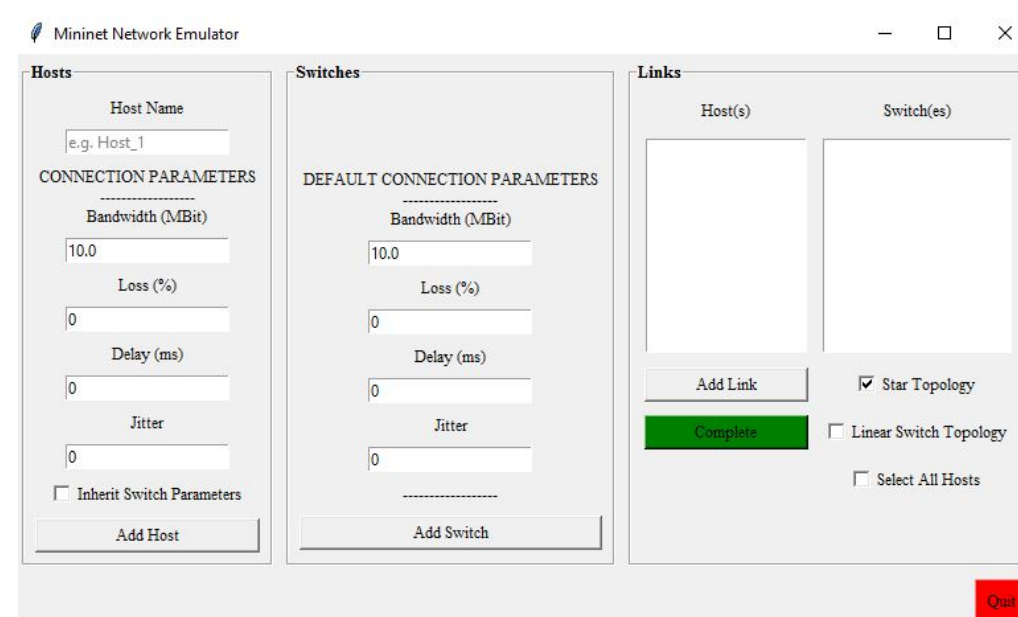 Mininet Network Emulator
Hosts
Host Name
e.g. Host_1
CONNECTION PARAMETERS
------------------
Bandwidth (MBit)
10.0
Loss (%)
0
Delay (ms)
0
Jitter
0
Inherit Switch Parameters
Add Host
Switches
DEFAULT CONNECTION PARAMETERS
------------------
Bandwidth (MBit)
10.0
Loss (%)
0
Delay (ms)
0
Jitter
0
------------------
Add Switch
Links
Host(s)
Switch(es)
Add Link
Star Topology
Complete
Linear Switch Topology
Select All Hosts
Quit